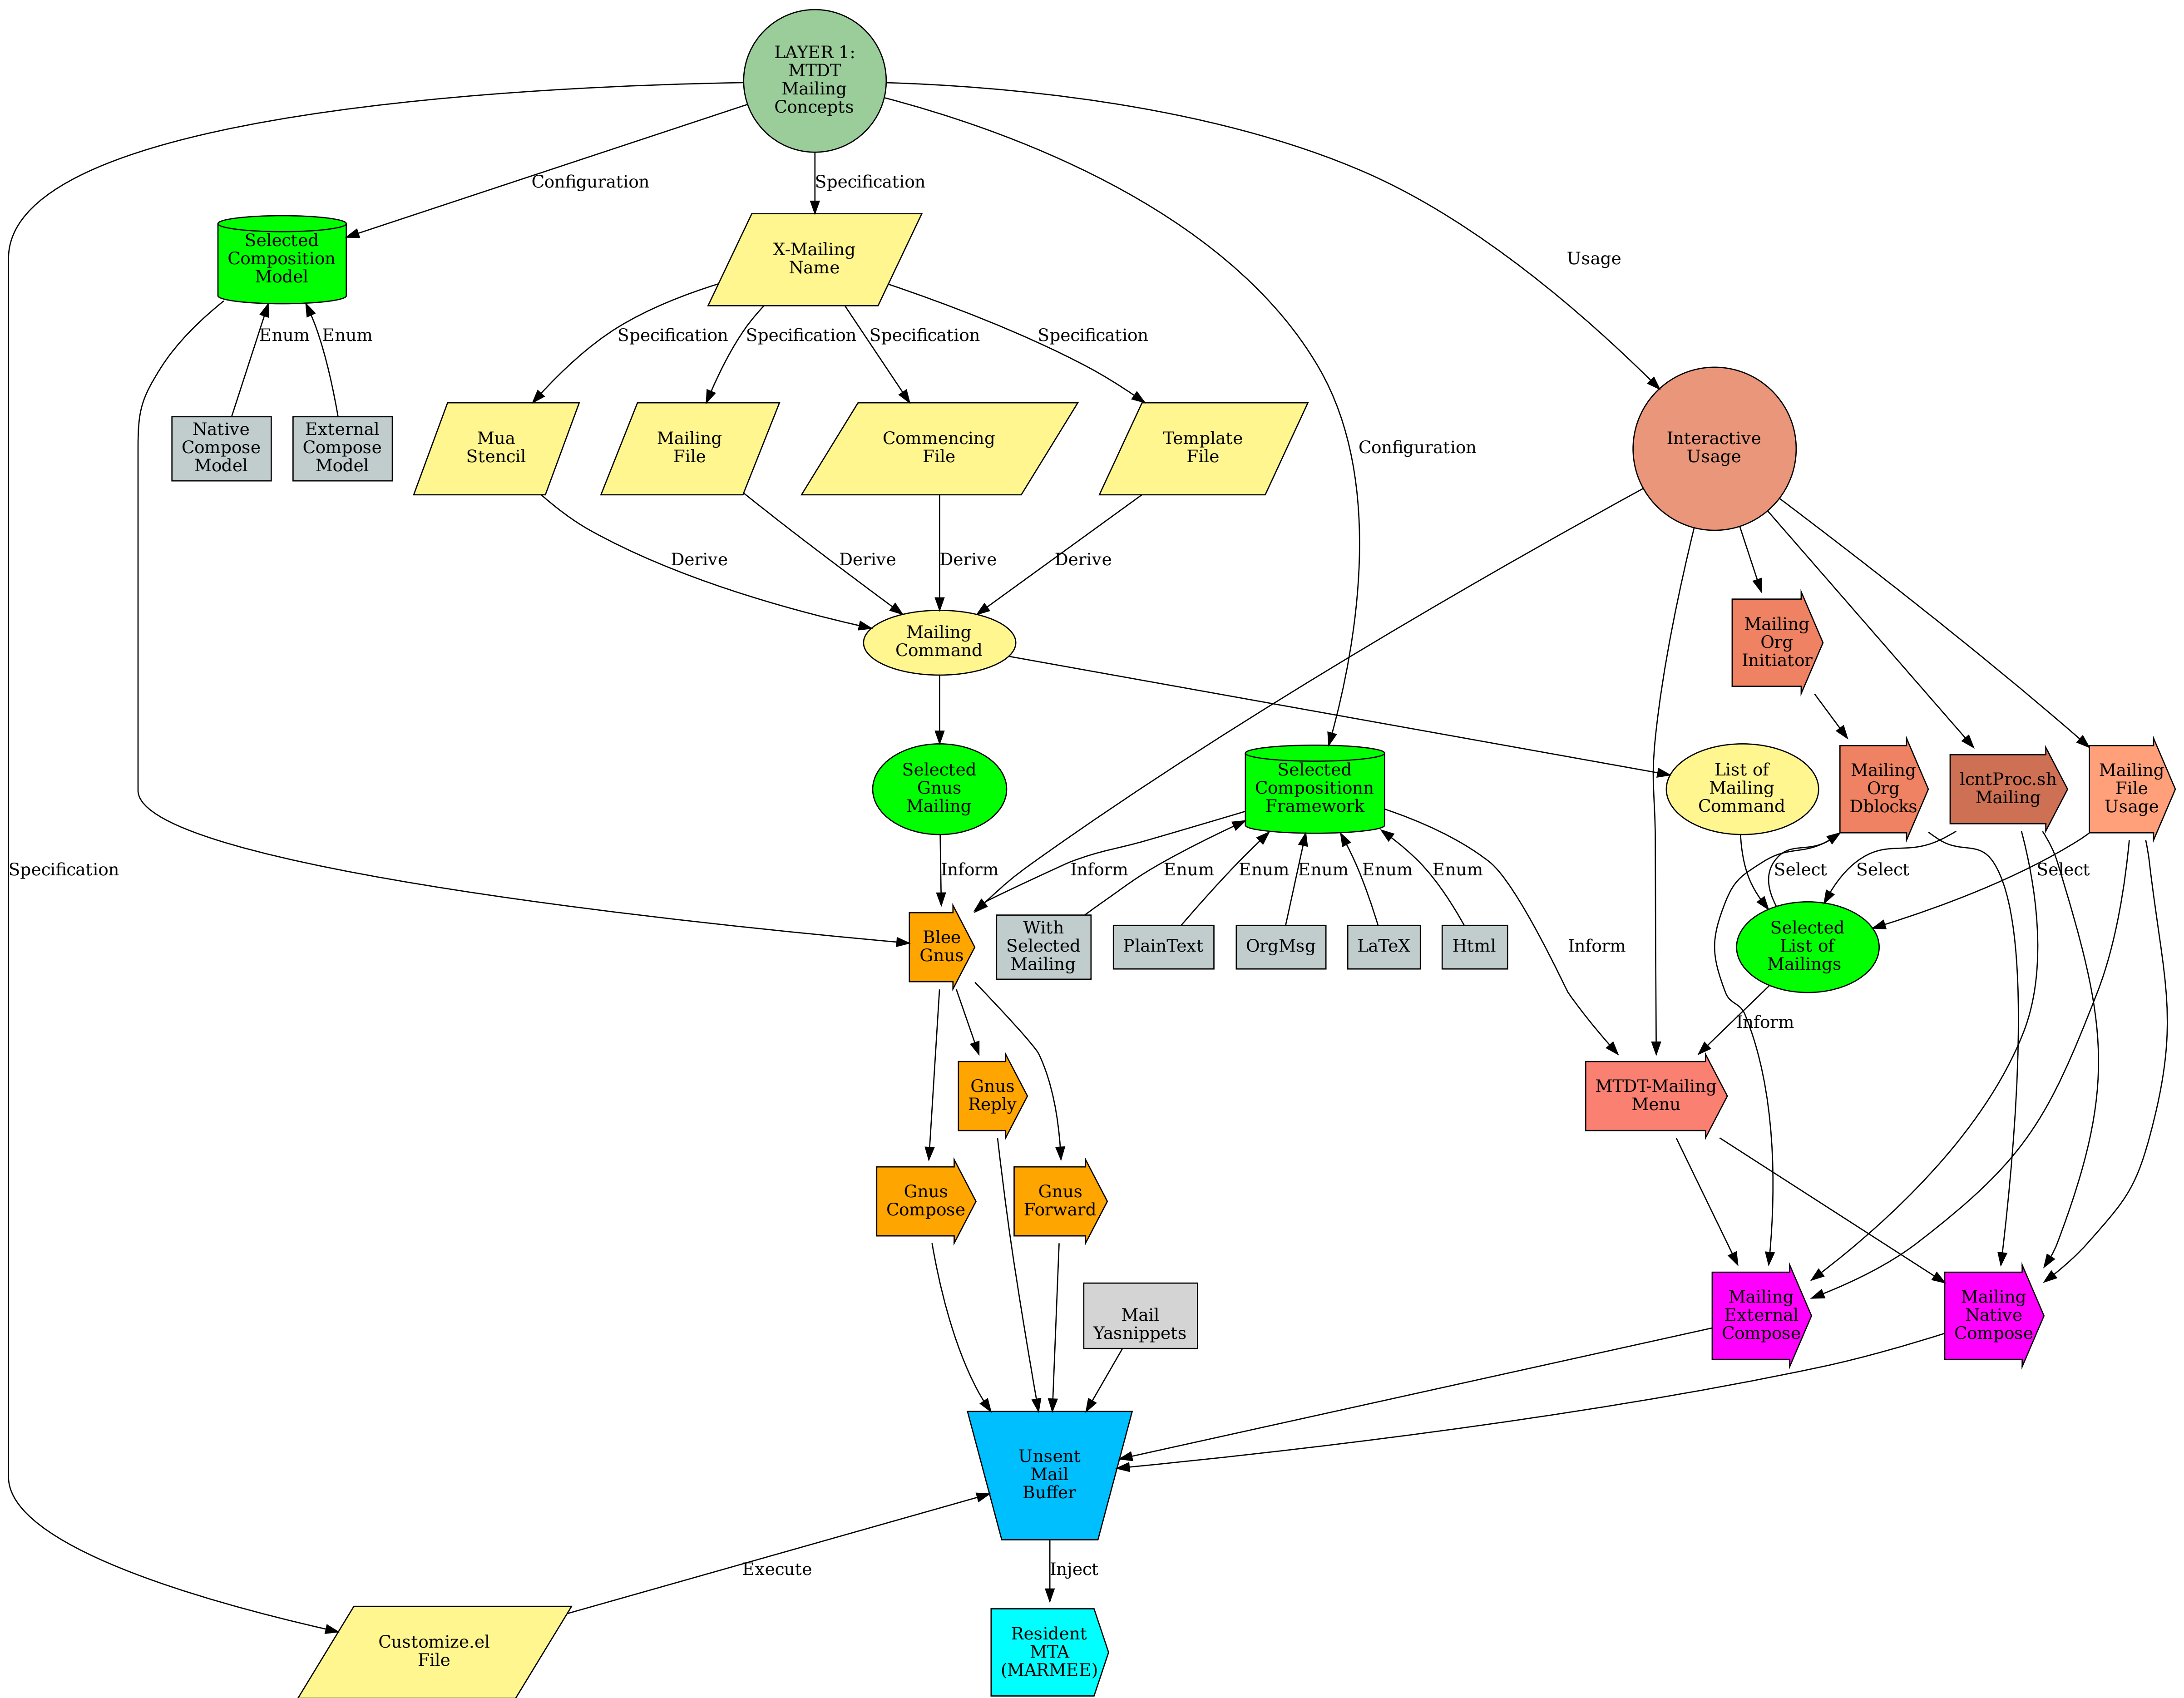 LAYER 1:
MTDT
Mailing
Concepts
Configuration
Specification
Selected
Composition
Model
X-Mailing
Name
Usage
Enum
Enum
Specification
Specification
Specification
Specification
Native
Compose
Model
External
Compose
Model
Mua
Stencil
Mailing
File
Commencing
File
Template
File
Configuration
Interactive
Usage
Derive
Derive
Derive
Derive
Mailing
Command
Mailing
Org
Initiator
Selected
Gnus
Mailing
Selected
Compositionn
Framework
List of
Mailing
Command
Mailing
Org
Dblocks
lcntProc.sh
Mailing
Mailing
File
Usage
Specification
Inform
Inform
Enum
Enum
Enum
Enum
Enum
Select
Select
Select
Blee
Gnus
With
Selected
Mailing
PlainText
OrgMsg
LaTeX
Html
Inform
Selected
List of
Mailings
Inform
Gnus
Reply
MTDT-Mailing
Menu
Gnus
Compose
Gnus
Forward
Mail
Yasnippets
Mailing
External
Compose
Mailing
Native
Compose
Unsent
Mail
Buffer
Execute
Inject
Customize.el
File
Resident
MTA
(MARMEE)